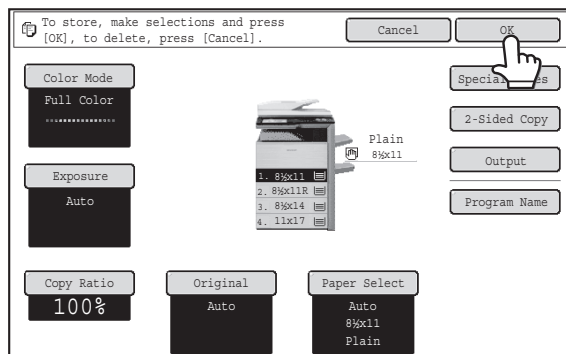 To store, make selections and press
[OK], to delete, press [Cancel].
Cancel
OK
Color Mode
Full Color
Special
2-Sided Copy
Output
Program Name
Plain
8½x11
1. 8½x11
2. 8½x11R
3. 8½x14
4. 11x17
Exposure
Auto
Copy Ratio
100%
Original
Auto
Paper Select
Auto
8½x11
Plain